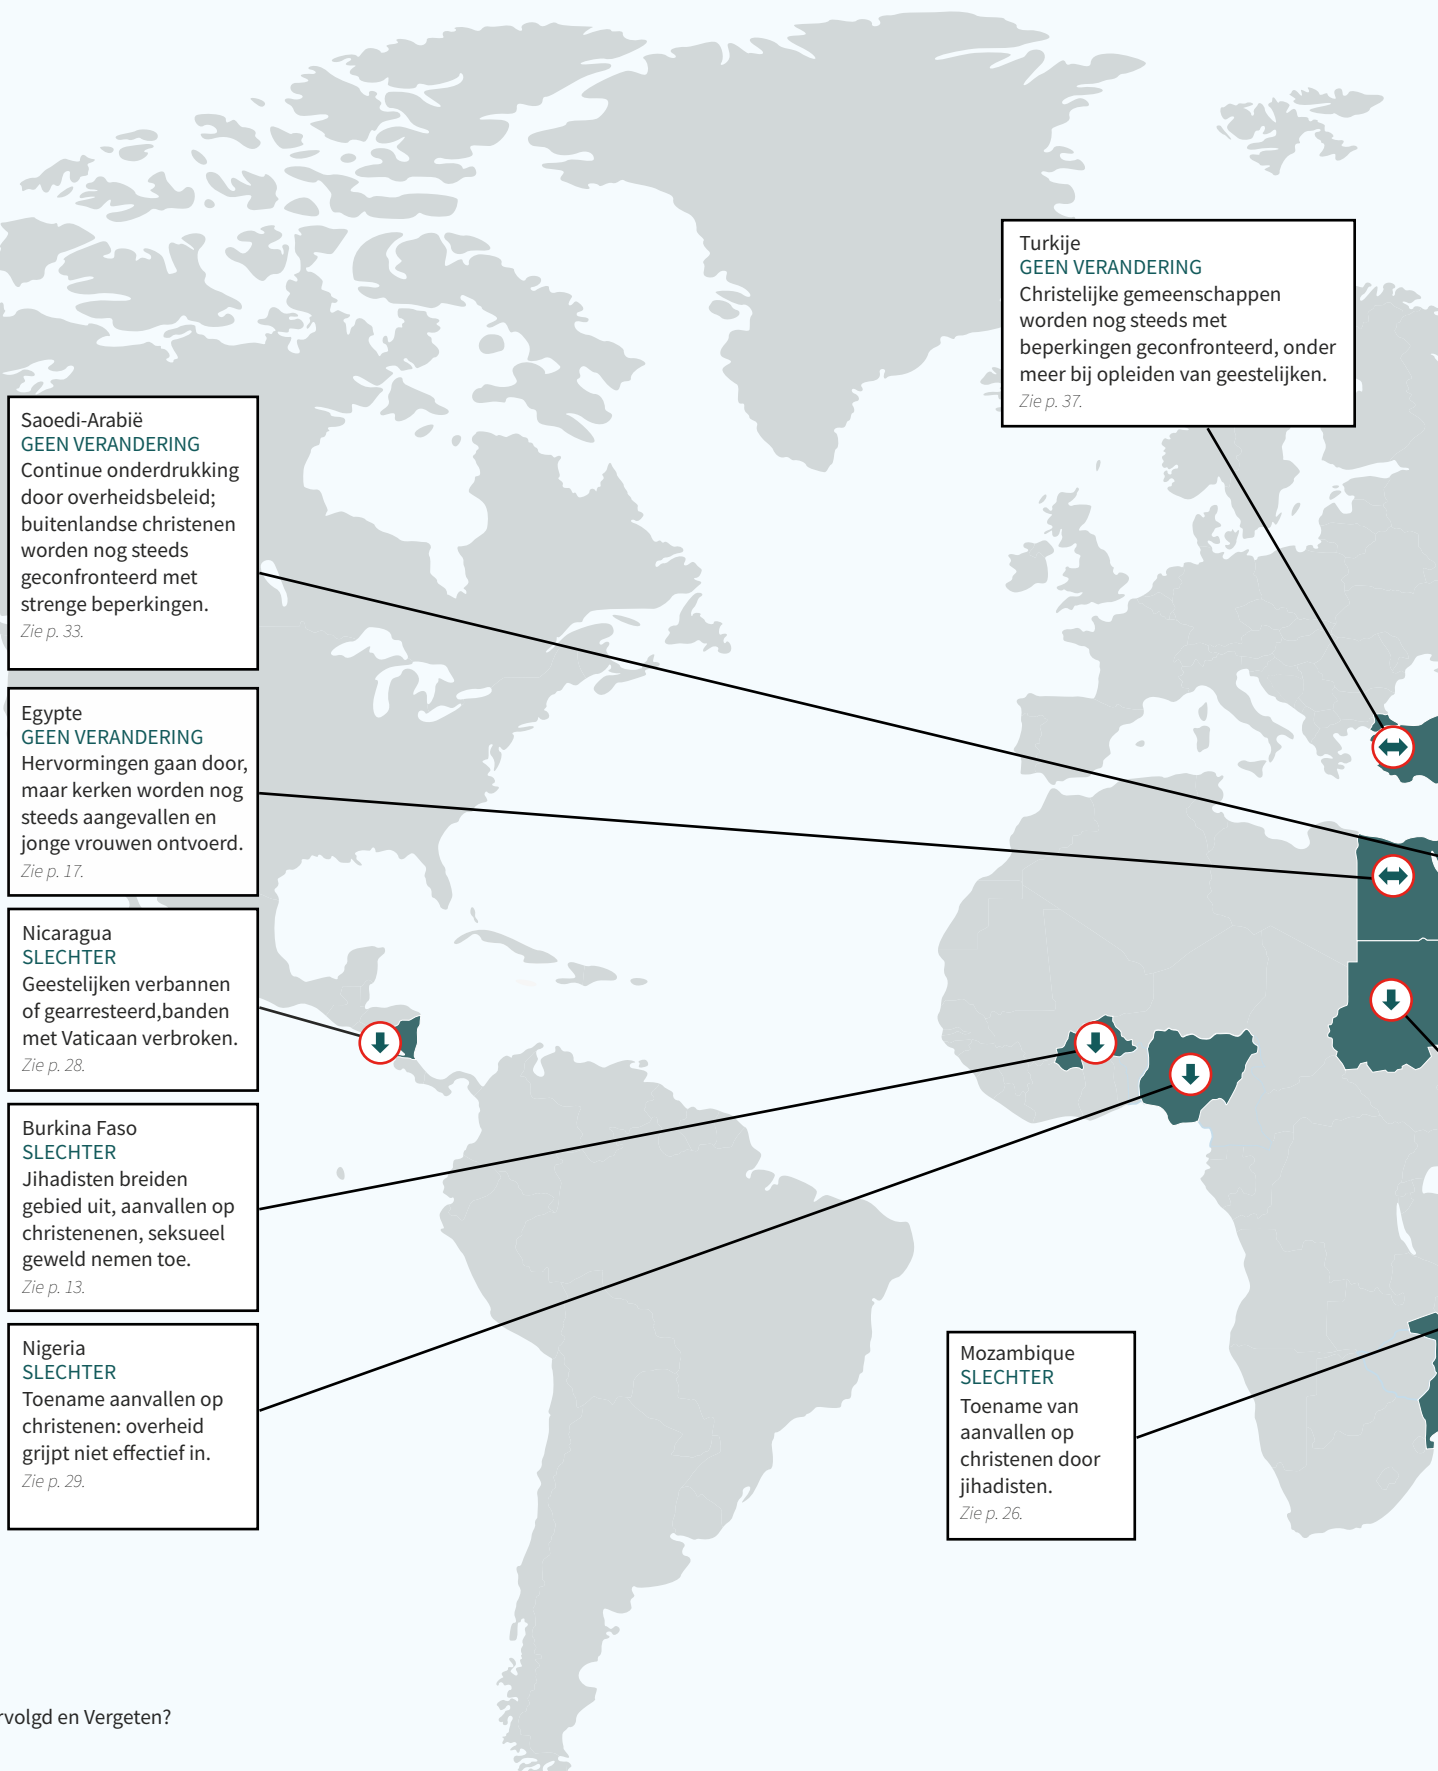 Turkije
GEEN VERANDERING
Christelijke gemeenschappen
worden nog steeds met
beperkingen geconfronteerd, onder
meer bij opleiden van geestelijken.
Zie p. 37.
Saoedi-Arabië
GEEN VERANDERING
Continue onderdrukking
door overheidsbeleid;
buitenlandse christenen
worden nog steeds
geconfronteerd met
strenge beperkingen.
Zie p. 33.
Egypte
GEEN VERANDERING
Hervormingen gaan door,
maar kerken worden nog
steeds aangevallen en
jonge vrouwen ontvoerd.
Zie p. 17.
Nicaragua
SLECHTER
Geestelijken verbannen
of gearresteerd,banden
met Vaticaan verbroken.
Zie p. 28.
Burkina Faso
SLECHTER
Jihadisten breiden
gebied uit, aanvallen op
christenenen, seksueel
geweld nemen toe.
Zie p. 13.
Nigeria
SLECHTER
Toename aanvallen op
christenen: overheid
grijpt niet effectief in.
Zie p. 29.
Mozambique
SLECHTER
Toename van
aanvallen op
christenen door
jihadisten.
Zie p. 26.
rvolgd en Vergeten?